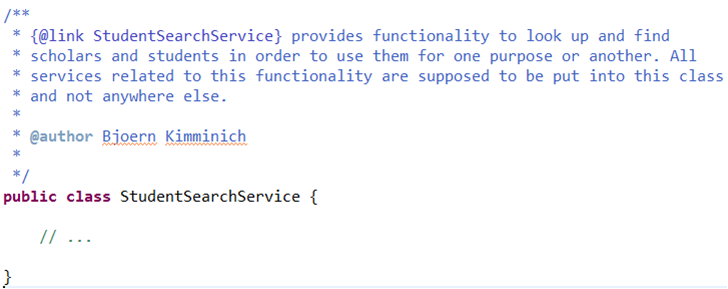 /**
 * {@link StudentSearchService} provides functionality to look up and find
 * scholars and students in order to use them for one purpose or another. All
 * services related to this functionality are supposed to be put into this class
 * and not anywhere else.
 *
 * @author Bjoern Kimminich
 *
 */
public class StudentSearchService {
    // ...
}